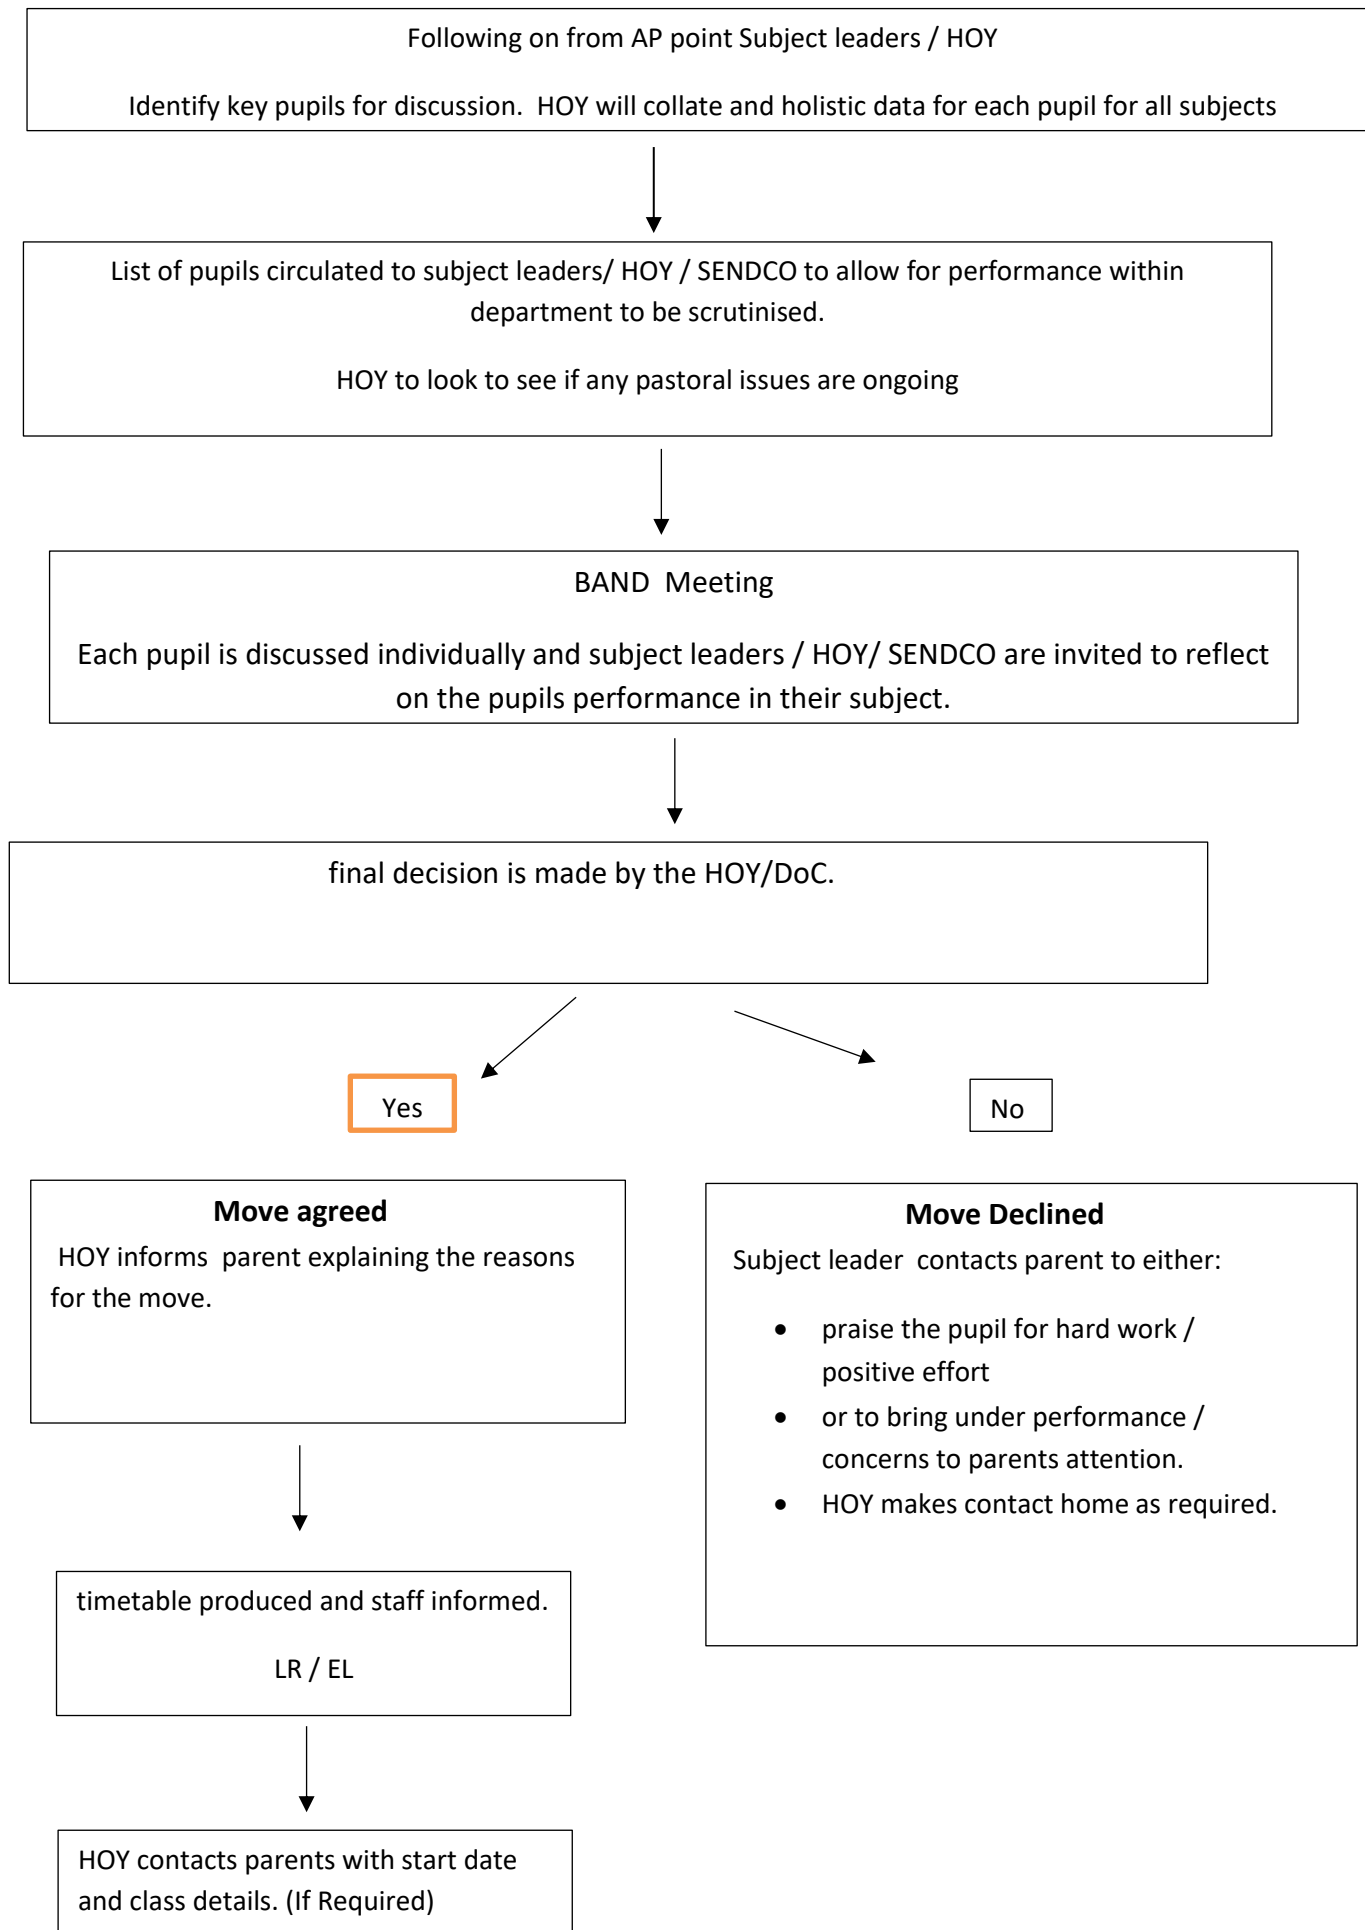 Following on from AP point Subject leaders / HOY
Identify key pupils for discussion.  HOY will collate and holistic data for each pupil for all subjects
List of pupils circulated to subject leaders/ HOY / SENDCO to allow for performance within
department to be scrutinised.
HOY to look to see if any pastoral issues are ongoing
BAND  Meeting
Each pupil is discussed individually and subject leaders / HOY/ SENDCO are invited to reflect
on the pupils performance in their subject.
final decision is made by the HOY/DoC.
Yes
No
Move agreed
HOY informs  parent explaining the reasons
for the move.
Move Declined
Subject leader  contacts parent to either:
• praise the pupil for hard work /
positive effort
• or to bring under performance /
concerns to parents attention.
• HOY makes contact home as required.
timetable produced and staff informed.
LR / EL
HOY contacts parents with start date
and class details. (If Required)